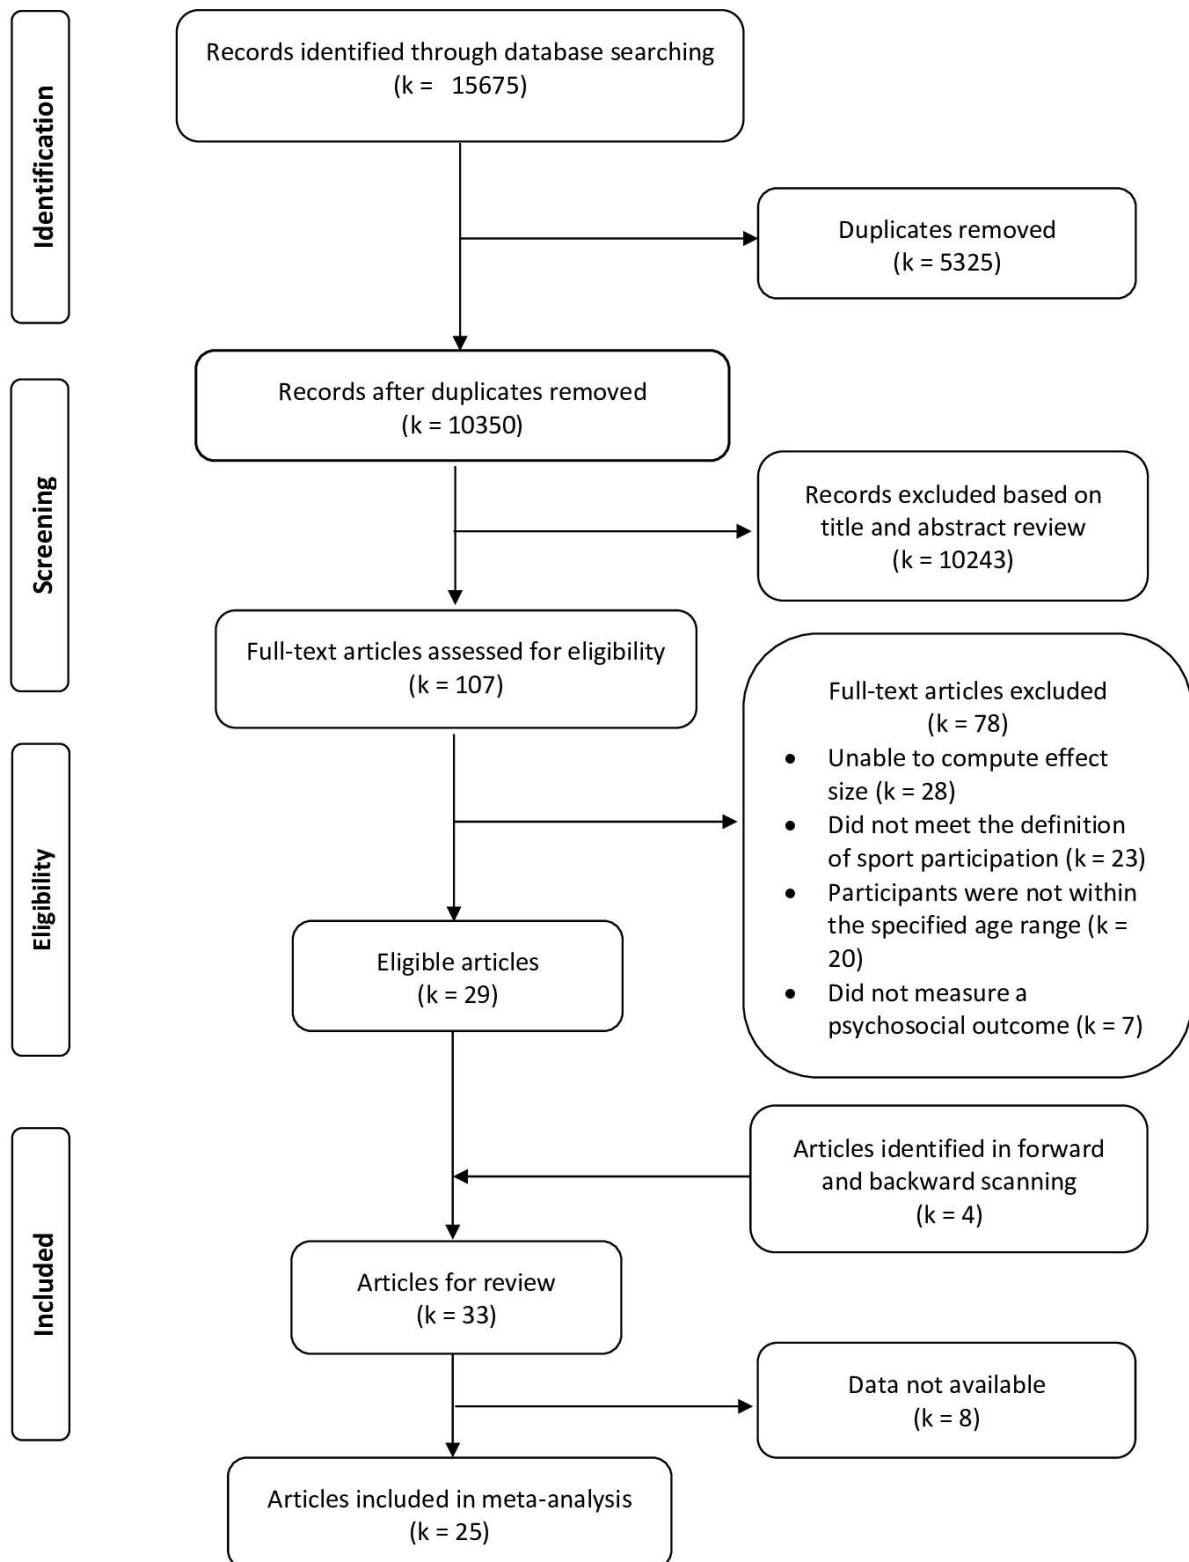 Identification
Records identified through database searching
(k = 15675)
Duplicates removed
(k = 5325)
Screening
Records after duplicates removed
(k = 10350)
Records excluded based on
title and abstract review
(k = 10243)
Full-text articles assessed for eligibility
(k = 107)
Eligibility
Full-text articles excluded
(k = 78)
• Unable to compute effect
size (k = 28)
• Did not meet the definition
of sport participation (k = 23)
• Participants were not within
the specified age range (k =
20)
• Did not measure a
psychosocial outcome (k = 7)
Eligible articles
(k = 29)
Included
Articles identified in forward
and backward scanning
(k = 4)
Articles for review
(k = 33)
Data not available
(k = 8)
Articles included in meta-analysis
(k = 25)